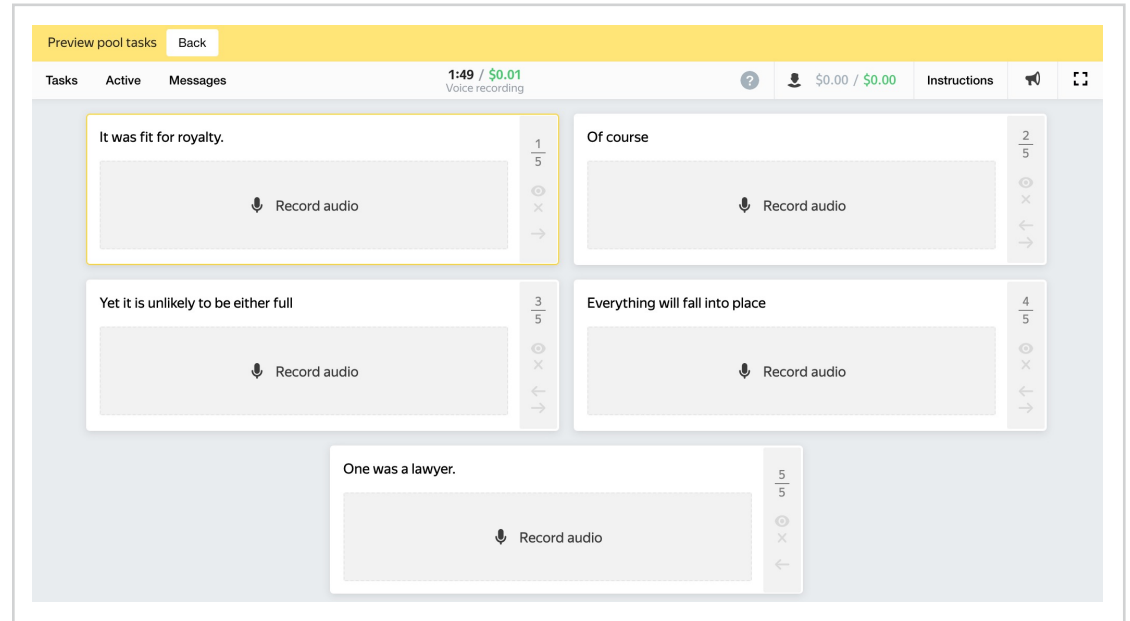 Preview pool tasks Back
Tasks Active Messages 1:49 / $0.01 ? $0.00 / $0.00 Instructions
Voice recording
It was fit for royalty.
1
5
Record audio
Of course
2
5
Record audio
Yet it is unlikely to be either full
3
5
Record audio
Everything will fall into place
4
5
Record audio
One was a lawyer.
5
5
Record audio